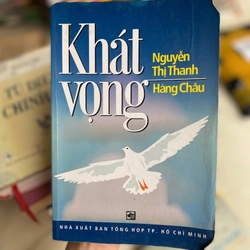 Khát
vọng
Nguyễn
Thị Thanh
Hàng Châu
NHÀ XUẤT BẢN TỔNG HỢP TP. HỒ CHÍ MINH